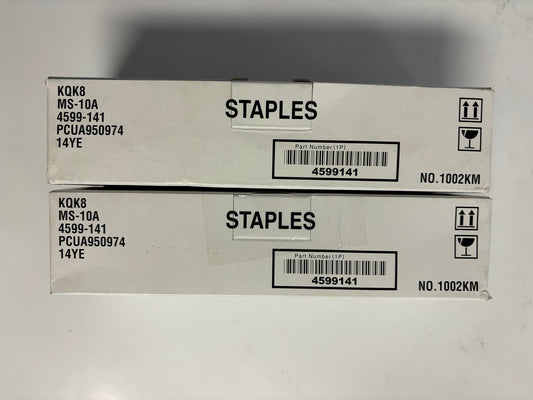 KQK8
MS-10A
4599-141
PCUA950974
14YE
STAPLES
Part Number (1P)
4599141
NO.1002KM
KQK8
MS-10A
4599-141
PCUA950974
14YE
STAPLES
Part Number (1P)
4599141
NO.1002KM